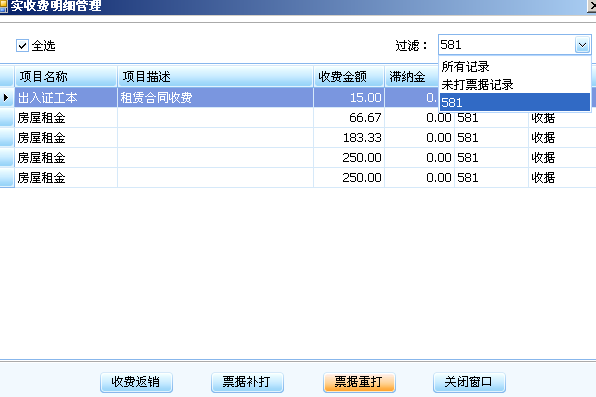 实收费明细管理
全选 过滤： 581
所有记录
未打票据记录
581
项目名称 项目描述 收费金额 滞纳金
出入证工本 租赁合同收费 15.00 0.
房屋租金 66.67 0.00 581 收据
房屋租金 183.33 0.00 581 收据
房屋租金 250.00 0.00 581 收据
房屋租金 250.00 0.00 581 收据
收费返销 票据补打 票据重打 关闭窗口